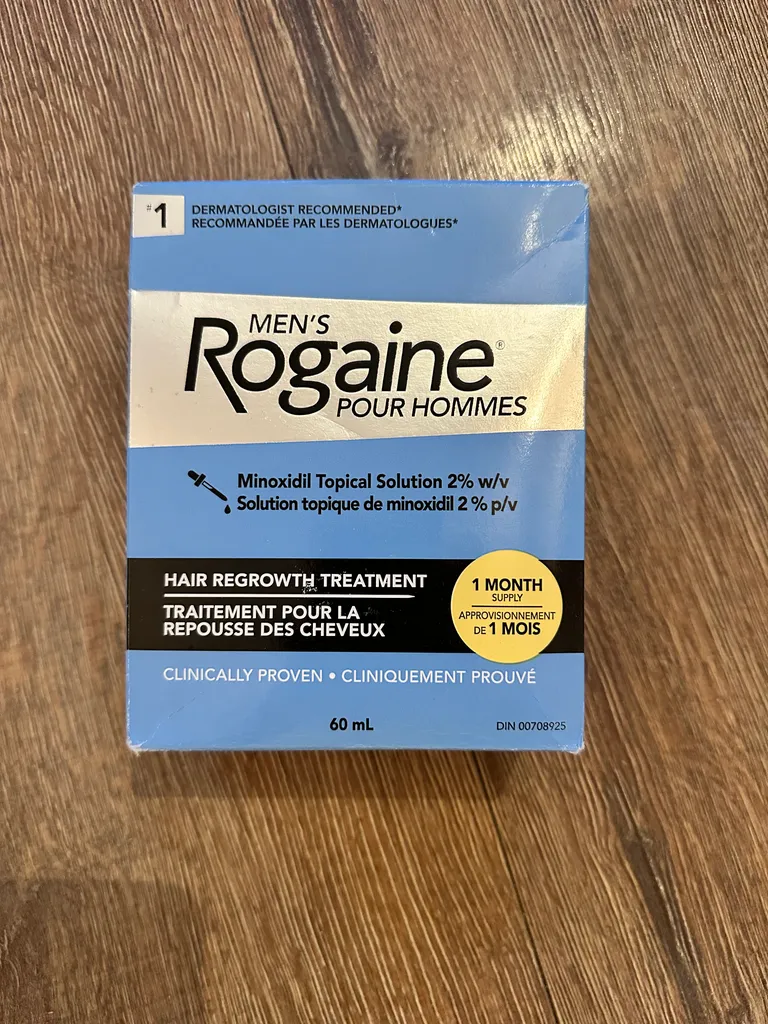 #1 DERMATOLOGIST RECOMMENDED*
RECOMMANDÉE PAR LES DERMATOLOGUES*
MEN'S
Rogaine®
POUR HOMMES
Minoxidil Topical Solution 2% w/v
Solution topique de minoxidil 2 % p/v
HAIR REGROWTH TREATMENT
TRAITEMENT POUR LA
REPOUSSE DES CHEVEUX
1 MONTH
SUPPLY
APPROVISIONNEMENT
DE 1 MOIS
CLINICALLY PROVEN • CLINIQUEMENT PROUVÉ
60 mL
DIN 00708925